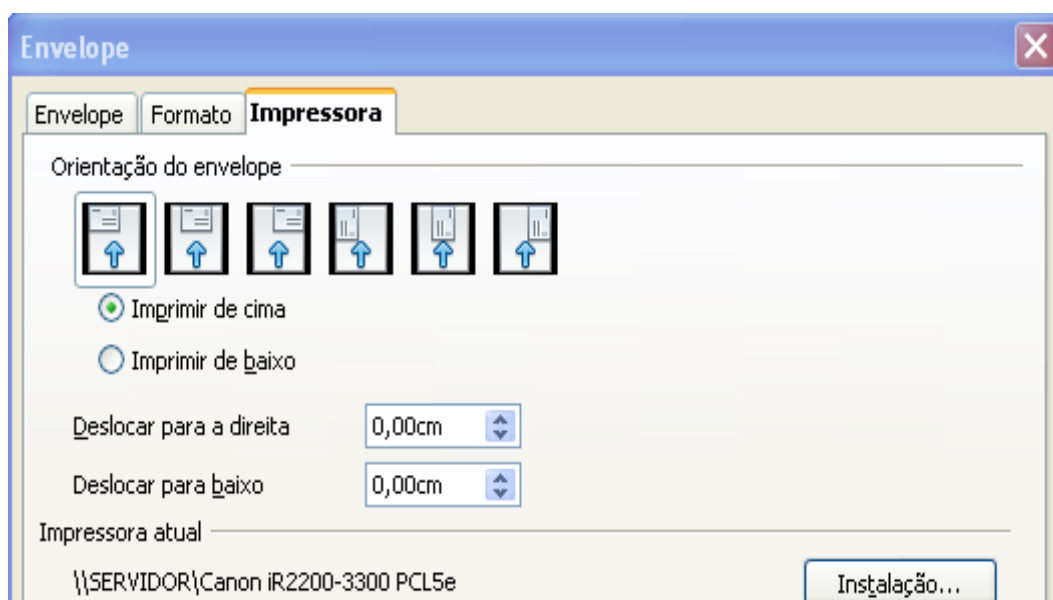 Envelope
Envelope Formato Impressora
Orientação do envelope
Imprimir de cima
Imprimir de baixo
Deslocar para a direita 0,00cm
Deslocar para baixo 0,00cm
Impressora atual
\\SERVIDOR\Canon iR2200-3300 PCL5e Instalação...